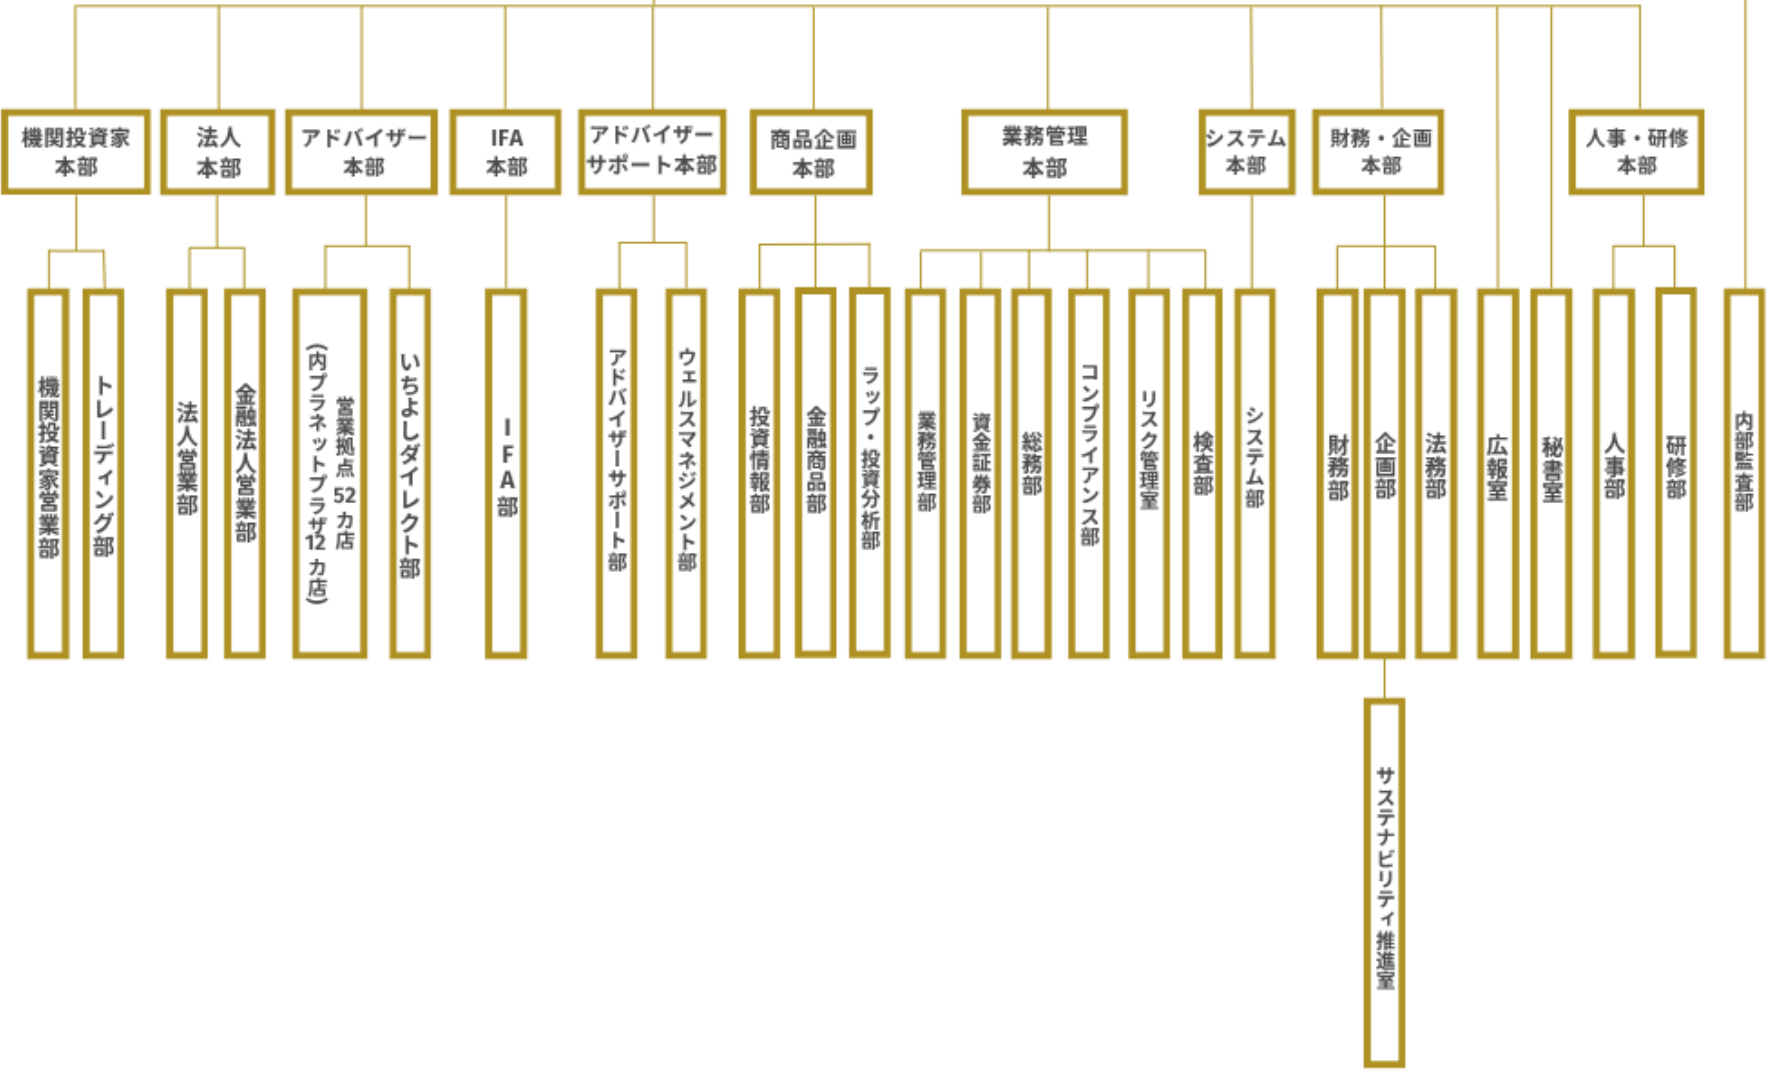 機関投資家
本部
法人
本部
アドバイザー
本部
IFA
本部
アドバイザー
サポート本部
商品企画
本部
業務管理
本部
システム
本部
財務・企画
本部
人事・研修
本部
機関投資家営業部
トレーディング部
法人営業部
金融法人営業部
営業拠点 52カ店
(内プラネットプラザ12カ店)
いちよしダイレクト部
IFA部
アドバイザーサポート部
ウェルスマネジメント部
投資情報部
金融商品部
ラップ・投資分析部
業務管理部
資金証券部
総務部
コンプライアンス部
リスク管理室
検査部
システム部
財務部
企画部
法務部
広報室
秘書室
人事部
研修部
内部監査部
サステナビリティ推進室